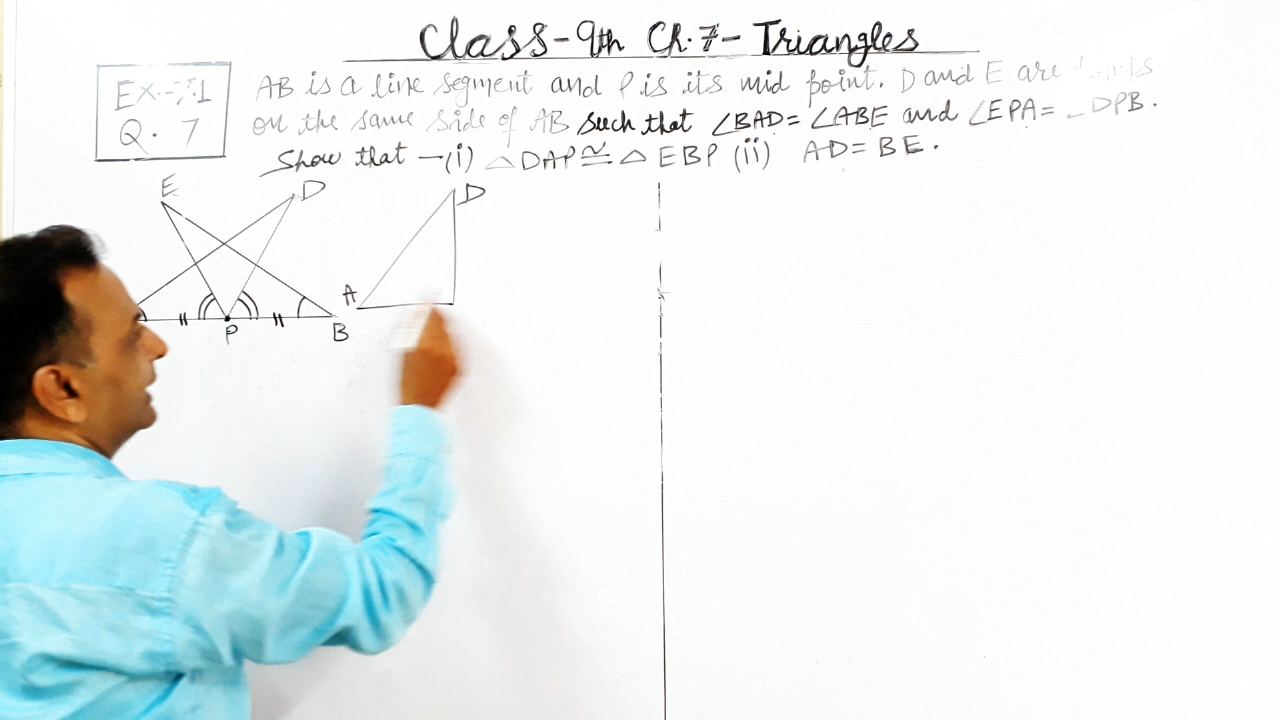 Class-9th Ch.7-Triangles
Ex.-7.1
Q. 7
AB is a line segment and P is its mid point. D and E are
on the same side of AB such that ∠BAD= ∠ABE and ∠EPA= ∠DPB.
Show that -(i) △DAP≅△EBP (ii) AD=BE.
E D D
A
P B